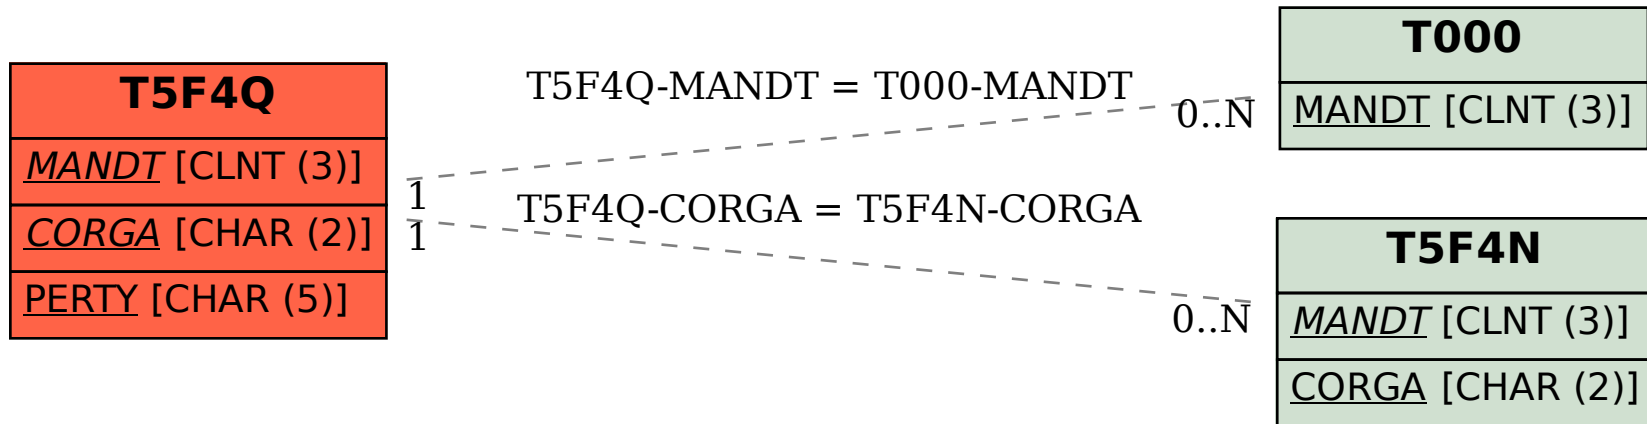 T5F4Q
MANDT [CLNT (3)]
CORGA [CHAR (2)]
PERTY [CHAR (5)]
T5F4Q-MANDT = T000-MANDT
0..N
1
T5F4Q-CORGA = T5F4N-CORGA
1
0..N
T000
MANDT [CLNT (3)]
T5F4N
MANDT [CLNT (3)]
CORGA [CHAR (2)]